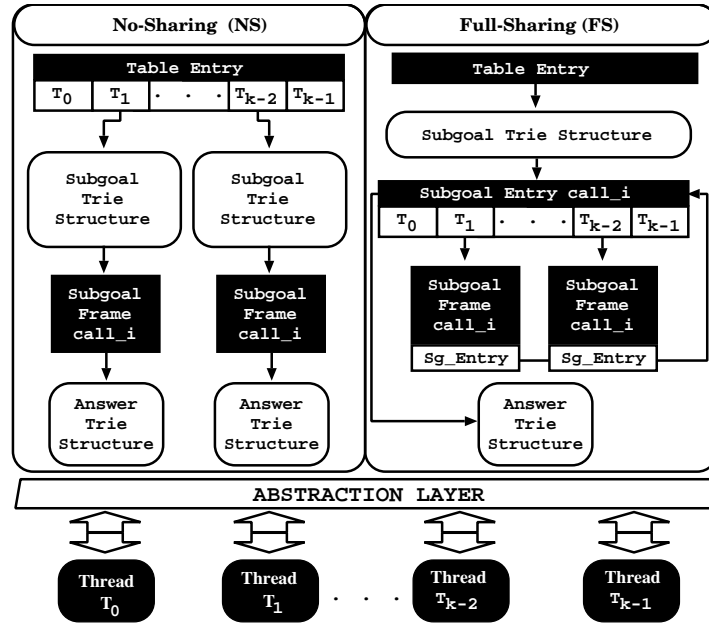 No-Sharing (NS)
Table Entry
T0 T1 . . . Tk-2 Tk-1
Subgoal
Trie
Structure
Subgoal
Trie
Structure
Subgoal
Frame
call_i
Subgoal
Frame
call_i
Answer
Trie
Structure
Answer
Trie
Structure
Full-Sharing (FS)
Table Entry
Subgoal Trie Structure
Subgoal Entry call_i
T0 T1 . . . Tk-2 Tk-1
Subgoal
Frame
call_i
Sg_Entry
Subgoal
Frame
call_i
Sg_Entry
Answer
Trie
Structure
ABSTRACTION LAYER
Thread
T0
Thread
T1
. . .
Thread
Tk-2
Thread
Tk-1